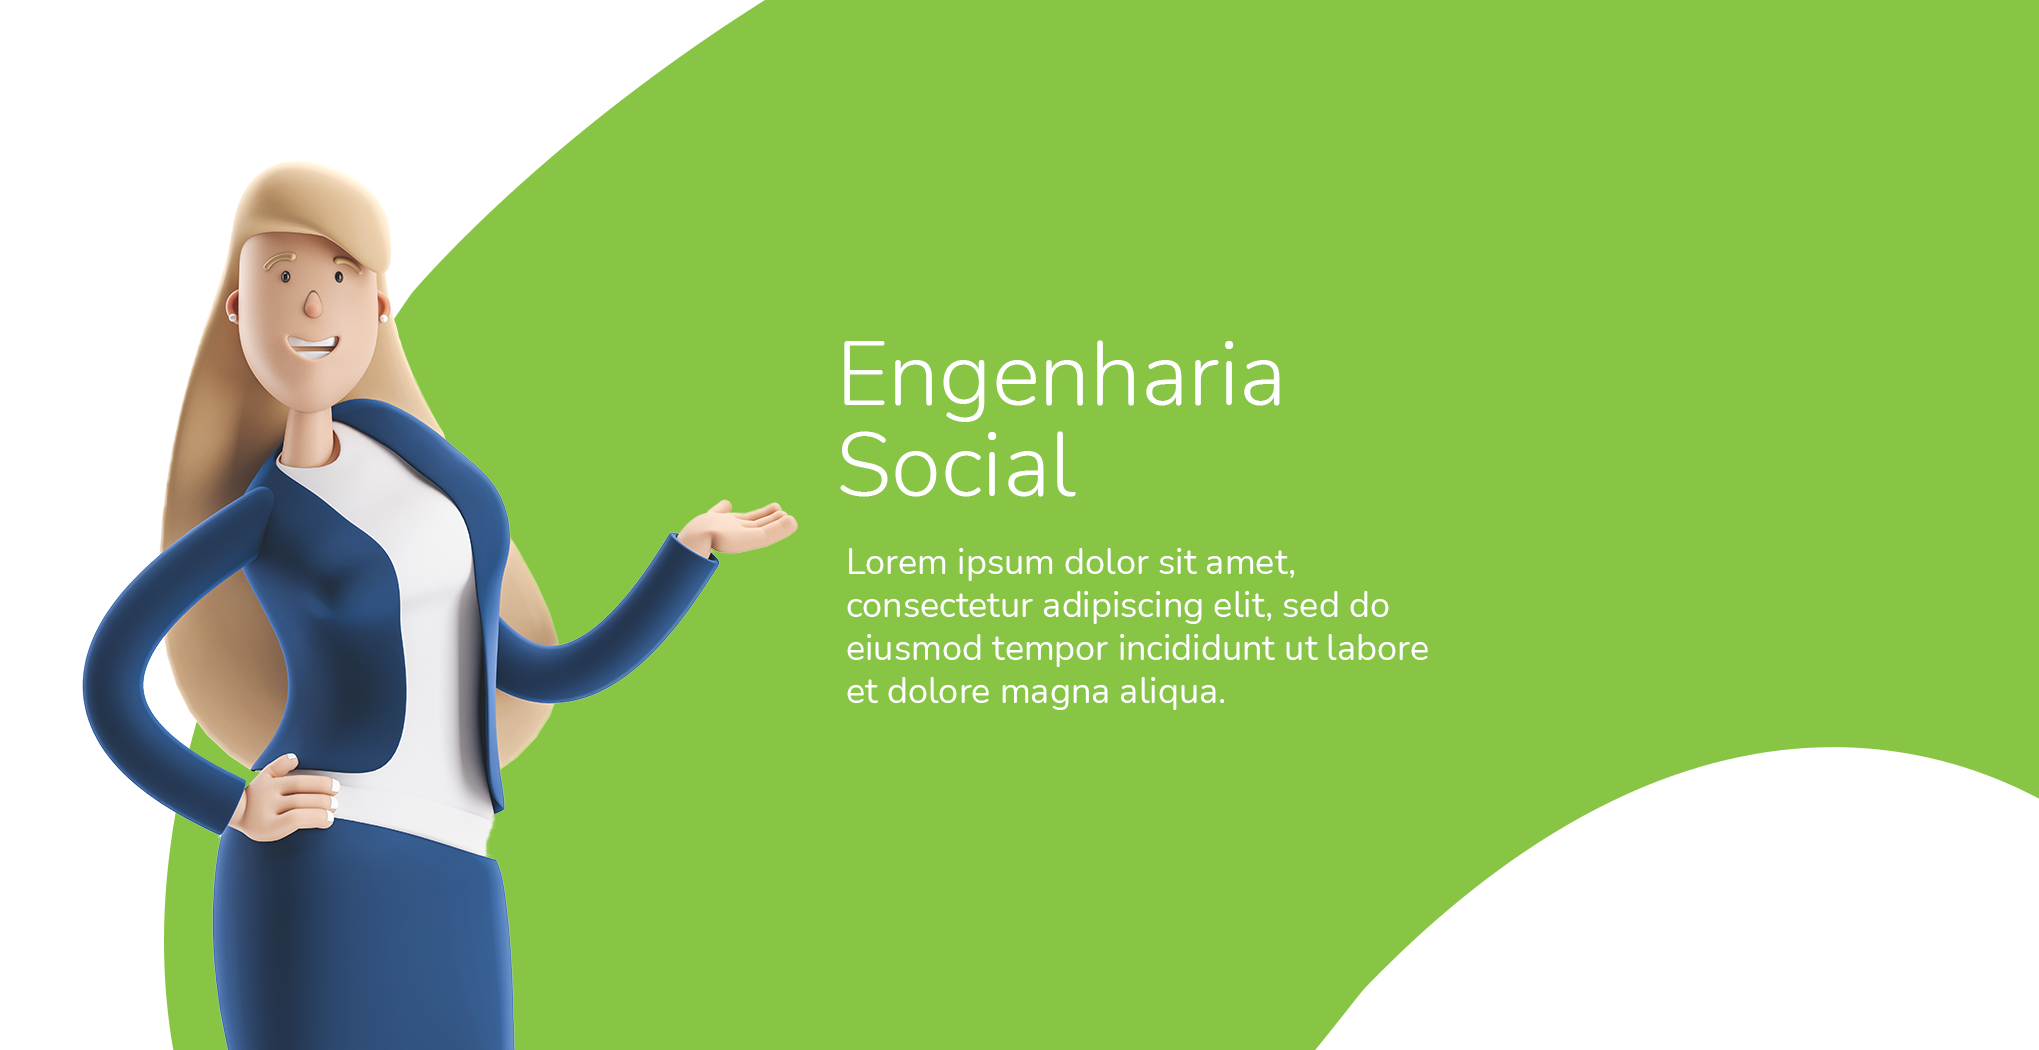 Engenharia
Social
Lorem ipsum dolor sit amet,
consectetur adipiscing elit, sed do
eiusmod tempor incididunt ut labore
et dolore magna aliqua.